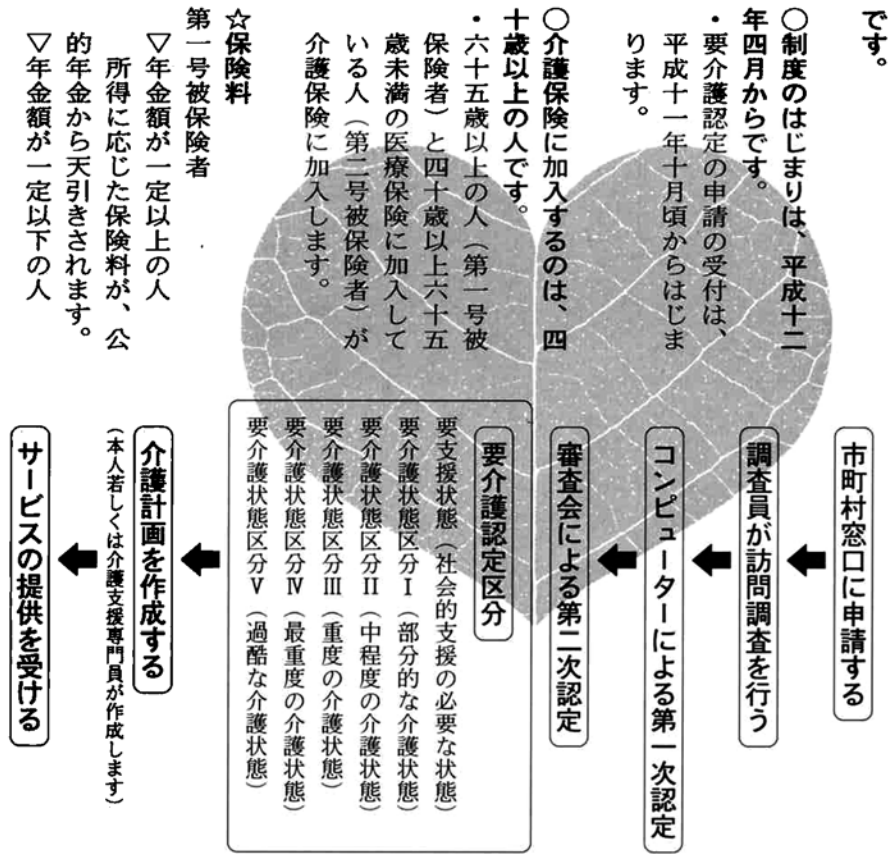 です。
○制度のはじまりは、平成十二
年四月からです。
・要介護認定の申請の受付は、
平成十一年十月頃からはじま
ります。
○介護保険に加入するのは、四
十歳以上の人です。
・六十五歳以上の人（第一号被
保険者）と四十歳以上六十五
歳未満の医療保険に加入して
いる人（第二号被保険者）が
介護保険に加入します。
☆保険料
第一号被保険者
▽年金額が一定以上の人
所得に応じた保険料が、公
的年金から天引きされます。
▽年金額が一定以下の人
市町村窓口に申請する
調査員が訪問調査を行う
コンピューターによる第一次認定
審査会による第二次認定
要介護認定区分
要支援状態（社会的支援の必要な状態）
要介護状態区分Ⅰ（部分的な介護状態）
要介護状態区分Ⅱ（中程度の介護状態）
要介護状態区分Ⅲ（重度の介護状態）
要介護状態区分Ⅳ（最重度の介護状態）
要介護状態区分Ⅴ（過酷な介護状態）
介護計画を作成する
（本人若しくは介護支援専門員が作成します）
サービスの提供を受ける